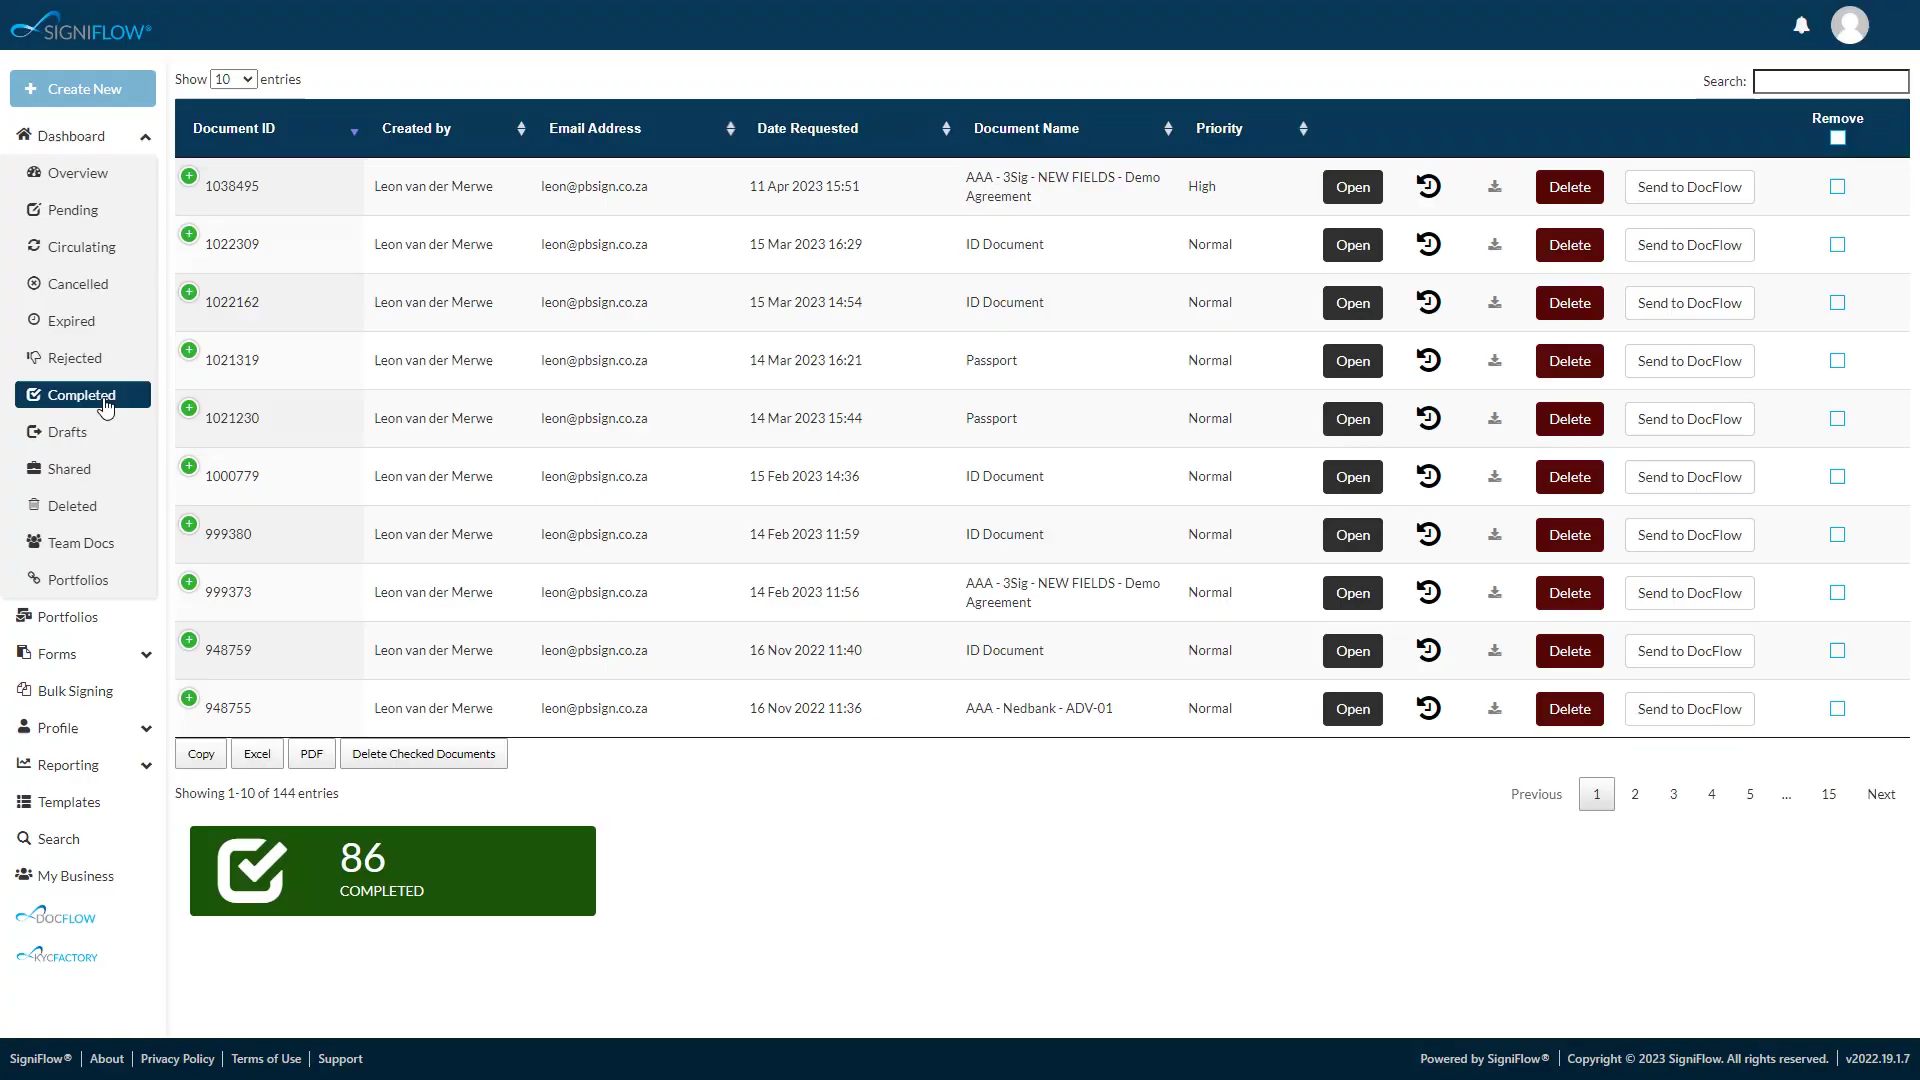 SIGNIFLOW®
Create New
Dashboard
Overview
Pending
Circulating
Cancelled
Expired
Rejected
Completed
Drafts
Shared
Deleted
Team Docs
Portfolios
Portfolios
Forms
Bulk Signing
Profile
Reporting
Templates
Search
My Business
DOCFLOW
KYCFACTORY
Show 10 entries
Search:
Document ID Created by Email Address Date Requested Document Name Priority Remove
1038495 Leon van der Merwe leon@pbsign.co.za 11 Apr 2023 15:51 AAA - 3Sig - NEW FIELDS - Demo
Agreement High Open Delete Send to DocFlow
1022309 Leon van der Merwe leon@pbsign.co.za 15 Mar 2023 16:29 ID Document Normal Open Delete Send to DocFlow
1022162 Leon van der Merwe leon@pbsign.co.za 15 Mar 2023 14:54 ID Document Normal Open Delete Send to DocFlow
1021319 Leon van der Merwe leon@pbsign.co.za 14 Mar 2023 16:21 Passport Normal Open Delete Send to DocFlow
1021230 Leon van der Merwe leon@pbsign.co.za 14 Mar 2023 15:44 Passport Normal Open Delete Send to DocFlow
1000779 Leon van der Merwe leon@pbsign.co.za 15 Feb 2023 14:36 ID Document Normal Open Delete Send to DocFlow
999380 Leon van der Merwe leon@pbsign.co.za 14 Feb 2023 11:59 ID Document Normal Open Delete Send to DocFlow
999373 Leon van der Merwe leon@pbsign.co.za 14 Feb 2023 11:56 AAA - 3Sig - NEW FIELDS - Demo
Agreement Normal Open Delete Send to DocFlow
948759 Leon van der Merwe leon@pbsign.co.za 16 Nov 2022 11:40 ID Document Normal Open Delete Send to DocFlow
948755 Leon van der Merwe leon@pbsign.co.za 16 Nov 2022 11:36 AAA - Nedbank - ADV-01 Normal Open Delete Send to DocFlow
Copy Excel PDF Delete Checked Documents
Showing 1-10 of 144 entries
Previous 1 2 3 4 5 ... 15 Next
86
COMPLETED
SigniFlow® | About | Privacy Policy | Terms of Use | Support
Powered by SigniFlow® | Copyright © 2023 SigniFlow. All rights reserved. | v2022.19.1.7